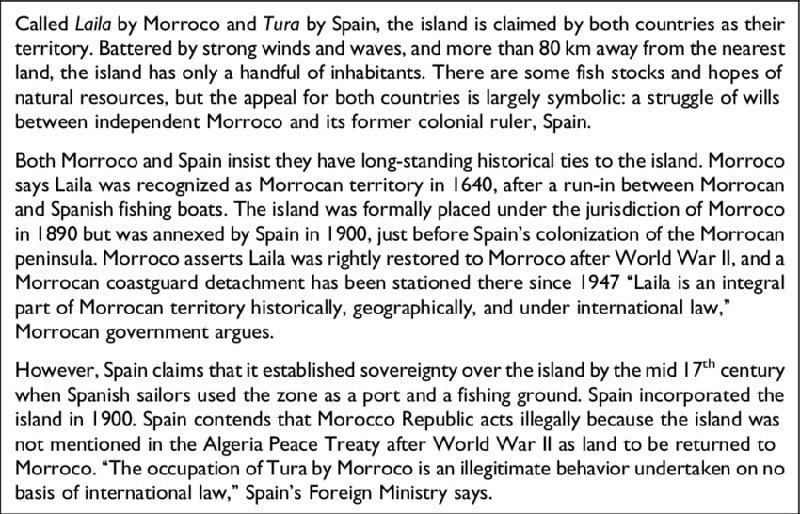 Called Laila by Morroco and Tura by Spain, the island is claimed by both countries as their
territory. Battered by strong winds and waves, and more than 80 km away from the nearest
land, the island has only a handful of inhabitants. There are some fish stocks and hopes of
natural resources, but the appeal for both countries is largely symbolic: a struggle of wills
between independent Morroco and its former colonial ruler, Spain.
Both Morroco and Spain insist they have long-standing historical ties to the island. Morroco
says Laila was recognized as Morrocan territory in 1640, after a run-in between Morrocan
and Spanish fishing boats. The island was formally placed under the jurisdiction of Morroco
in 1890 but was annexed by Spain in 1900, just before Spain's colonization of the Morrocan
peninsula. Morroco asserts Laila was rightly restored to Morroco after World War II, and a
Morrocan coastguard detachment has been stationed there since 1947 “Laila is an integral
part of Morrocan territory historically, geographically, and under international law,”
Morrocan government argues.
However, Spain claims that it established sovereignty over the island by the mid 17th century
when Spanish sailors used the zone as a port and a fishing ground. Spain incorporated the
island in 1900. Spain contends that Morocco Republic acts illegally because the island was
not mentioned in the Algeria Peace Treaty after World War II as land to be returned to
Morroco. “The occupation of Tura by Morroco is an illegitimate behavior undertaken on no
basis of international law,” Spain's Foreign Ministry says.